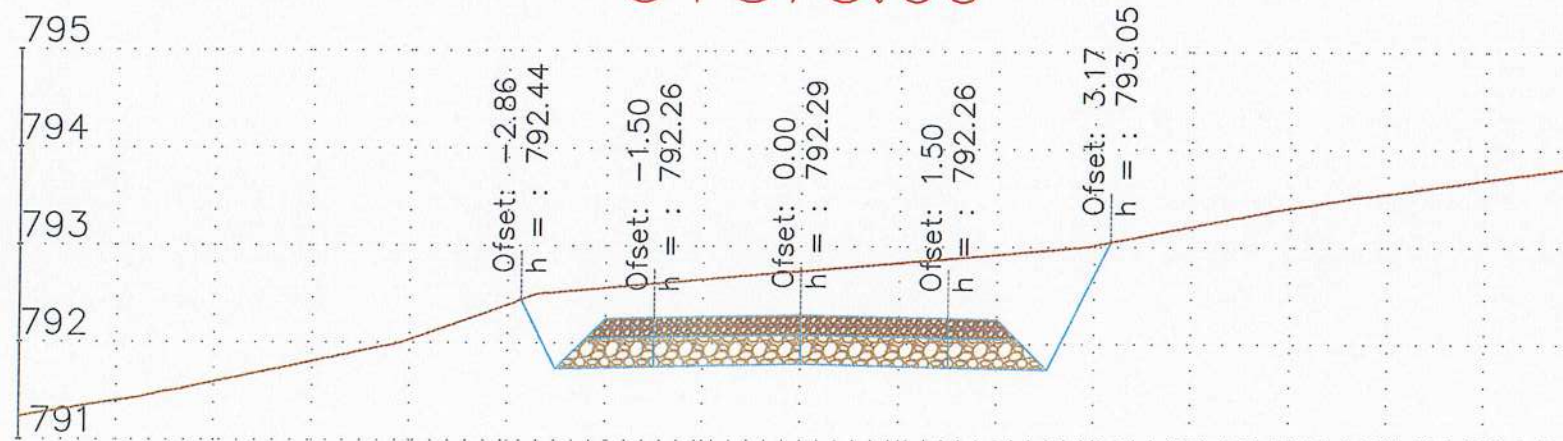 795
794
793
792
791
Ofset: -2.86
h = : 792.44
Ofset: -1.50
h = : 792.26
Ofset: 0.00
h = : 792.29
Ofset: 1.50
h = : 792.26
Ofset: 3.17
h = : 793.05